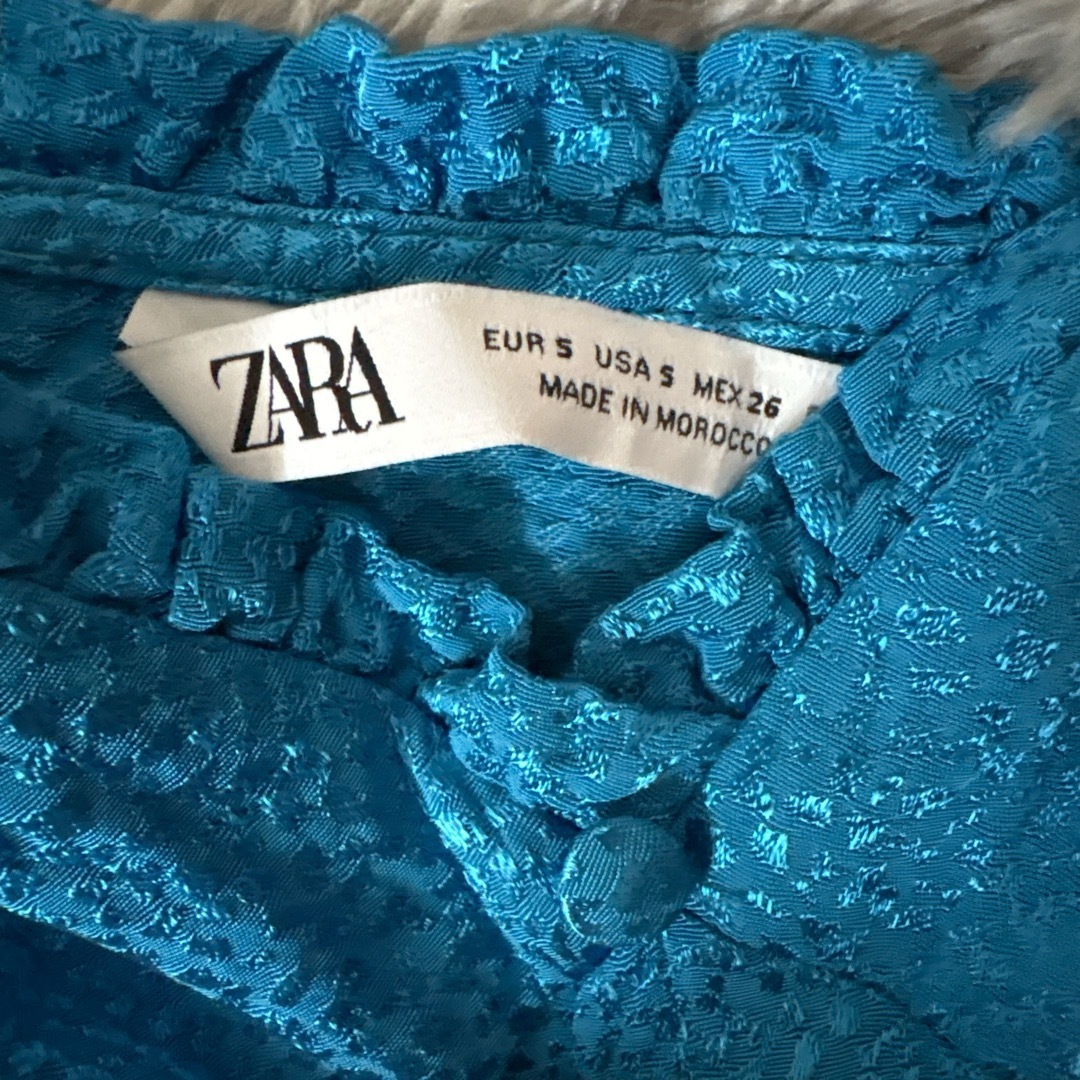 ZARA
EUR S USA S MEX 26
MADE IN MOROCCO